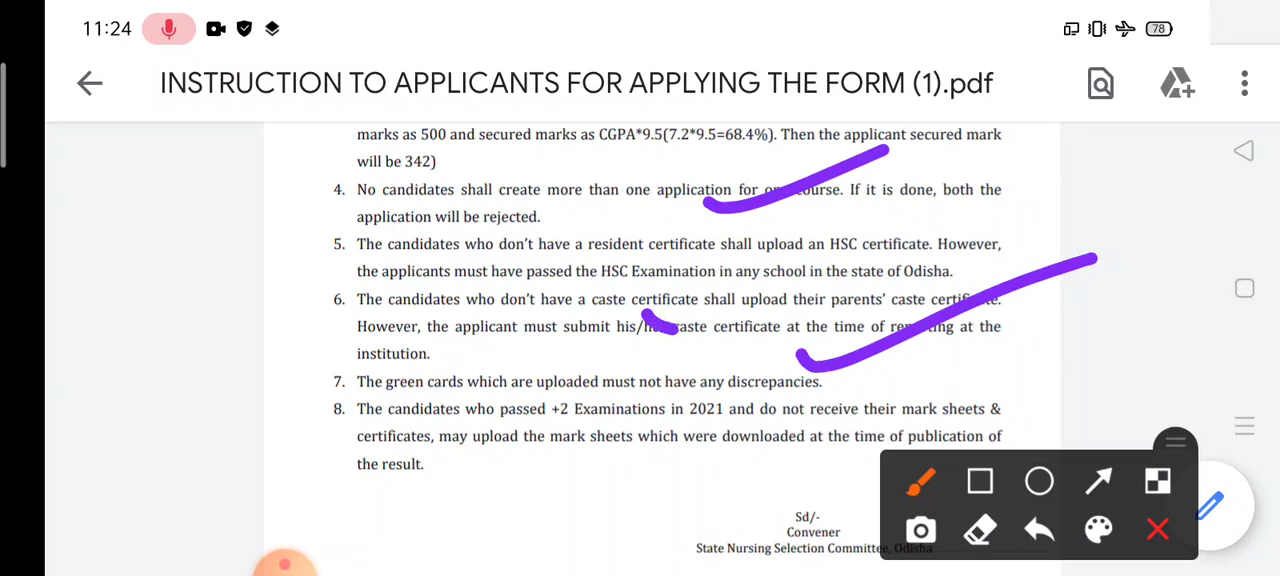 11:24
78
INSTRUCTION TO APPLICANTS FOR APPLYING THE FORM (1).pdf
marks as 500 and secured marks as CGPA*9.5(7.2*9.5=68.4%). Then the applicant secured mark
will be 342)
4. No candidates shall create more than one application for one course. If it is done, both the
application will be rejected.
5. The candidates who don't have a resident certificate shall upload an HSC certificate. However,
the applicants must have passed the HSC Examination in any school in the state of Odisha.
6. The candidates who don't have a caste certificate shall upload their parents' caste certificate.
However, the applicant must submit his/her caste certificate at the time of reporting at the
institution.
7. The green cards which are uploaded must not have any discrepancies.
8. The candidates who passed +2 Examinations in 2021 and do not receive their mark sheets &
certificates, may upload the mark sheets which were downloaded at the time of publication of
the result.
Sd/-
Convener
State Nursing Selection Committee, Odisha